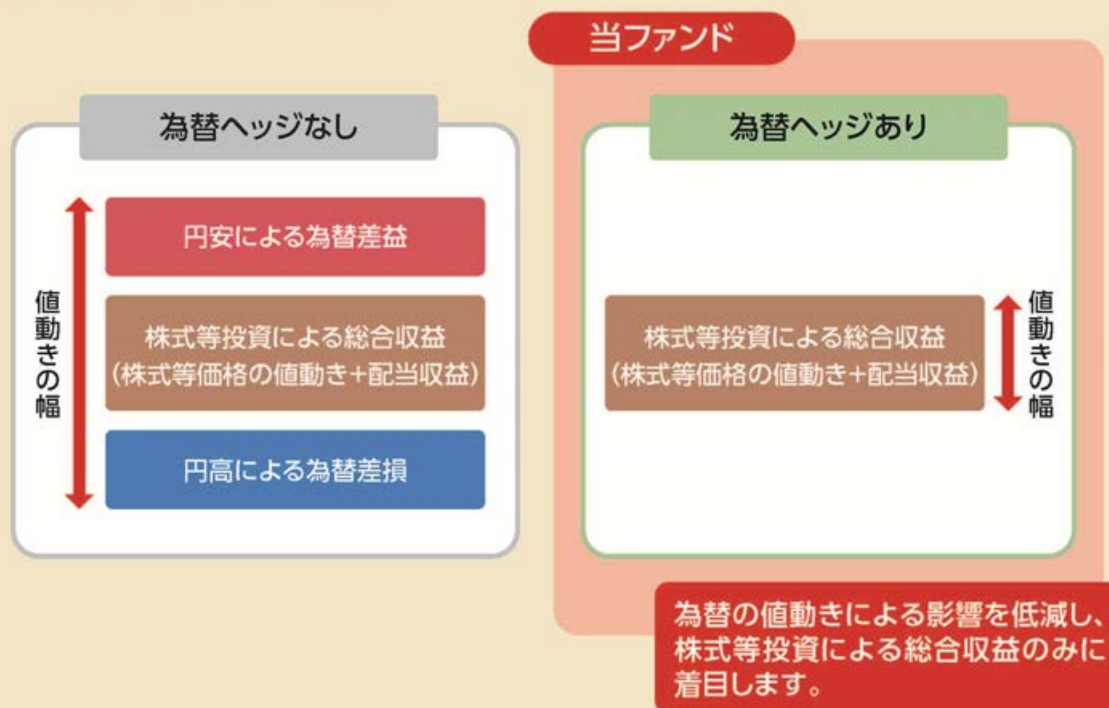 当ファンド
為替ヘッジなし
値動きの幅
円安による為替差益
株式等投資による総合収益
(株式等価格の値動き+配当収益)
円高による為替差損
為替ヘッジあり
株式等投資による総合収益
(株式等価格の値動き+配当収益)
値動きの幅
為替の値動きによる影響を低減し、
株式等投資による総合収益のみに
着目します。